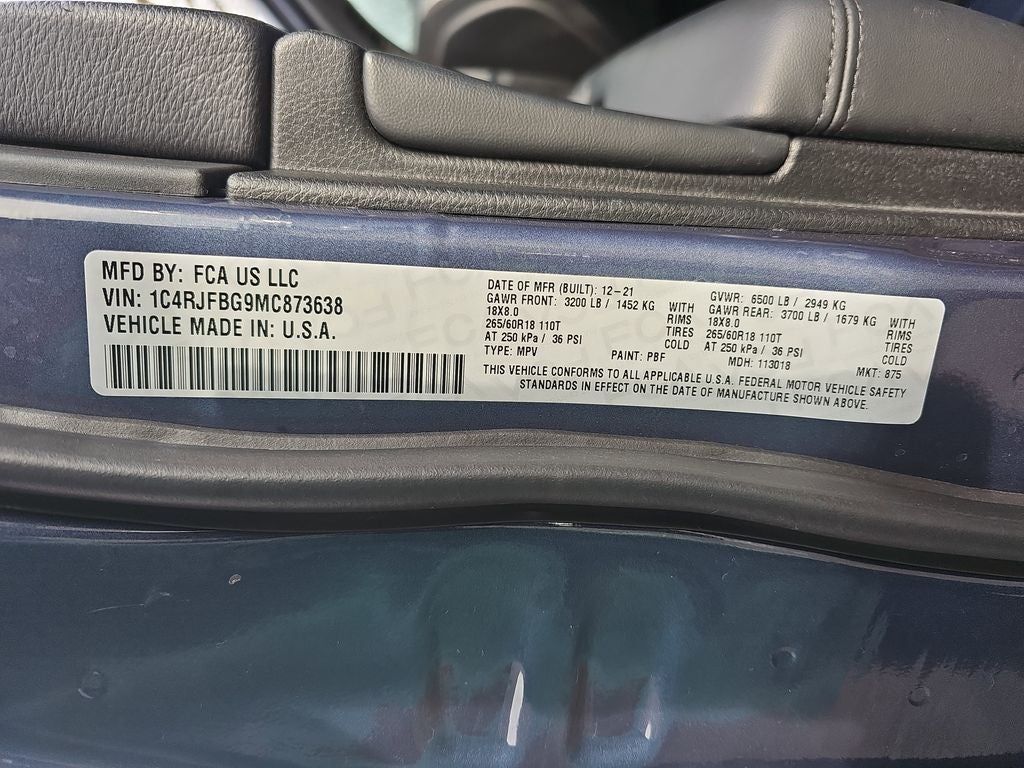 MFD BY: FCA US LLC
VIN: 1C4RJFBG9MC873638
VEHICLE MADE IN: U.S.A.
DATE OF MFR (BUILT): 12-21
GAWR FRONT: 3200 LB / 1452 KG WITH
18X8.0 RIMS
265/60R18 110T TIRES
AT 250 kPa / 36 PSI COLD
TYPE: MPV PAINT: PBF
GVWR: 6500 LB / 2949 KG
GAWR REAR: 3700 LB / 1679 KG WITH
18X8.0 RIMS
265/60R18 110T TIRES
AT 250 kPa / 36 PSI COLD
MDH: 113018 MKT: 875
THIS VEHICLE CONFORMS TO ALL APPLICABLE U.S.A. FEDERAL MOTOR VEHICLE SAFETY
STANDARDS IN EFFECT ON THE DATE OF MANUFACTURE SHOWN ABOVE.